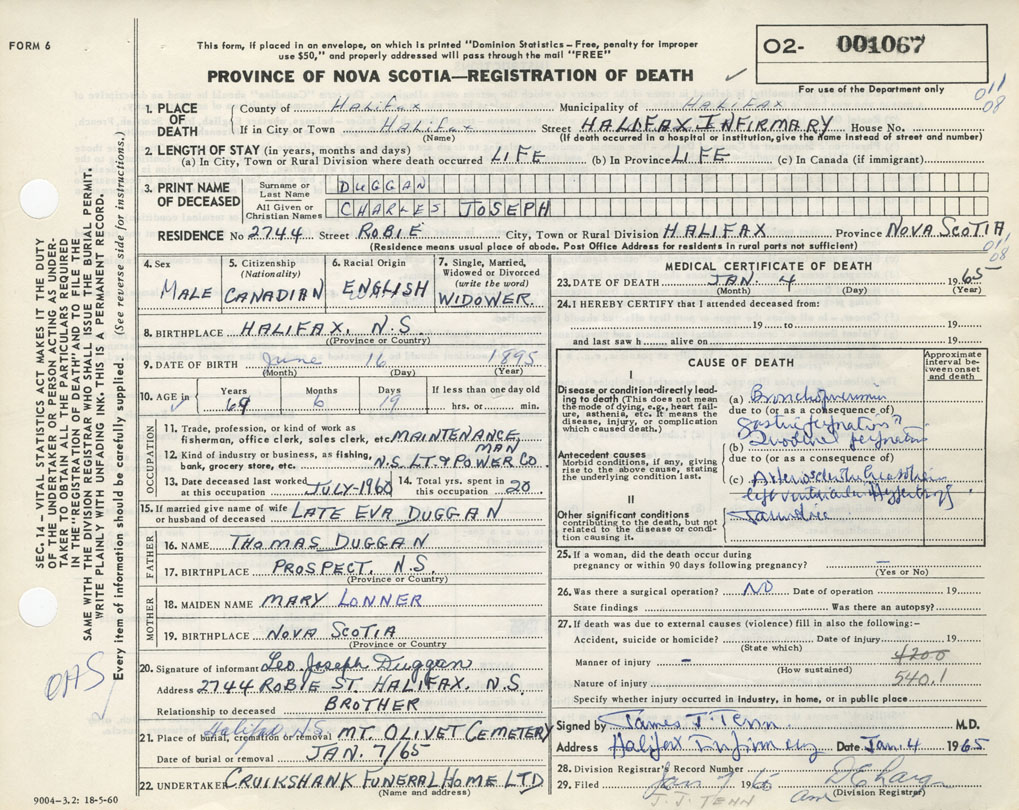 FORM 6
This form, if placed in an envelope, on which is printed "Dominion Statistics – Free, penalty for improper
use $50," and properly addressed will pass through the mail "FREE"
PROVINCE OF NOVA SCOTIA—REGISTRATION OF DEATH
02- 001067
For use of the Department only
011
08
1. PLACE OF DEATH
County of Halifax Municipality of HALIFAX
If in City or Town Halifax Street HALIFAX INFIRMARY House No.
(Name) (If death occurred in hospital or institution, give the name instead of street and number)
2. LENGTH OF STAY (in years, months and days)
(a) In City, Town or Rural Division where death occurred LIFE (b) In Province LIFE (c) In Canada (if immigrant)
3. PRINT NAME OF DECEASED
Surname or Last Name DUGGAN
All Given or Christian Names CHARLES JOSEPH
RESIDENCE No 2744 Street ROBIE City, Town or Rural Division HALIFAX Province NOVA SCOTIA
(Residence means usual place of abode. Post Office Address for residents in rural parts not sufficient)
011
08
4. Sex MALE
5. Citizenship (Nationality) CANADIAN
6. Racial Origin ENGLISH
7. Single, Married, Widowed or Divorced (write the word) WIDOWER
8. BIRTHPLACE HALIFAX. N.S.
(Province or Country)
9. DATE OF BIRTH June 16 1895
(Month) (Day) (Year)
10. AGE in Years 69 Months 6 Days 19 If less than one day old
hrs. or min.
OCCUPATION
11. Trade, profession, or kind of work as
fisherman, office clerk, sales clerk, etc. MAINTENANCE MAN
12. Kind of industry or business, as fishing,
bank, grocery store, etc. N.S. LT. & POWER CO.
13. Date deceased last worked at this occupation JULY-1960
14. Total yrs. spent in this occupation 20
15. If married give name of wife
or husband of deceased LATE EVA DUGGAN
FATHER
16. NAME THOMAS DUGGAN
17. BIRTHPLACE PROSPECT. N.S.
(Province or Country)
MOTHER
18. MAIDEN NAME MARY LONNER
19. BIRTHPLACE NOVA SCOTIA
(Province or Country)
20. Signature of informant Leo Joseph Duggan
Address 2744 ROBIE ST. HALIFAX. N.S.
Relationship to deceased BROTHER
21. Place of burial, cremation or removal Halifax N.S. MT. OLIVET CEMETERY
Date of burial or removal JAN. 7/65
22. UNDERTAKER CRUIKSHANK FUNERAL HOME LTD
(Name and address)
9004-3.2: 18-5-60
MEDICAL CERTIFICATE OF DEATH
23. DATE OF DEATH JAN. 4 1965
(Month) (Day) (Year)
24. I HEREBY CERTIFY that I attended deceased from:
19 to 19
and last saw h alive on 19
CAUSE OF DEATH
Approximate interval between onset and death
I
Disease or condition directly leading to death (This does not mean the mode of dying, e.g., heart failure, asthenia, etc. It means the disease, injury, or complication which caused death.)
(a) Bronchopneumonia
due to (or as a consequence of)
Gastric perforation?
(b) Duodenal perforation
due to (or as a consequence of)
Antecedent causes
Morbid conditions, if any, giving rise to the above cause, stating the underlying condition last.
(c) Arteriosclerotic
left ventricular Hypertrophy
II
Other significant conditions
contributing to the death, but not related to the disease or condition causing it.
Jaundice
25. If a woman, did the death occur during
pregnancy or within 90 days following pregnancy? –
(Yes or No)
26. Was there a surgical operation? NO Date of operation 19
State findings Was there an autopsy?
27. If death was due to external causes (violence) fill in also the following:-
Accident, suicide or homicide? Date of injury 19
(State which)
Manner of injury – 4200
(How sustained)
Nature of injury 540.1
Specify whether injury occurred in industry, in home, or in public place
Signed by James J. Tenn M.D.
Address Halifax Infirmary Date Jan. 4 1965
28. Division Registrar's Record Number
29. Filed Jan 7 1965
(Division Registrar)
J. J. TENN
SEC. 14 – VITAL STATISTICS ACT MAKES IT THE DUTY
OF THE UNDERTAKER OR PERSON ACTING AS UNDER-
TAKER TO OBTAIN ALL THE PARTICULARS REQUIRED
IN THE "REGISTRATION OF DEATH" AND TO FILE THE
SAME WITH THE DIVISION REGISTRAR WHO SHALL ISSUE THE BURIAL PERMIT.
WRITE PLAINLY WITH UNFADING INK. THIS IS A PERMANENT RECORD.
Every item of information should be carefully supplied. (See reverse side for instructions.)
OHS